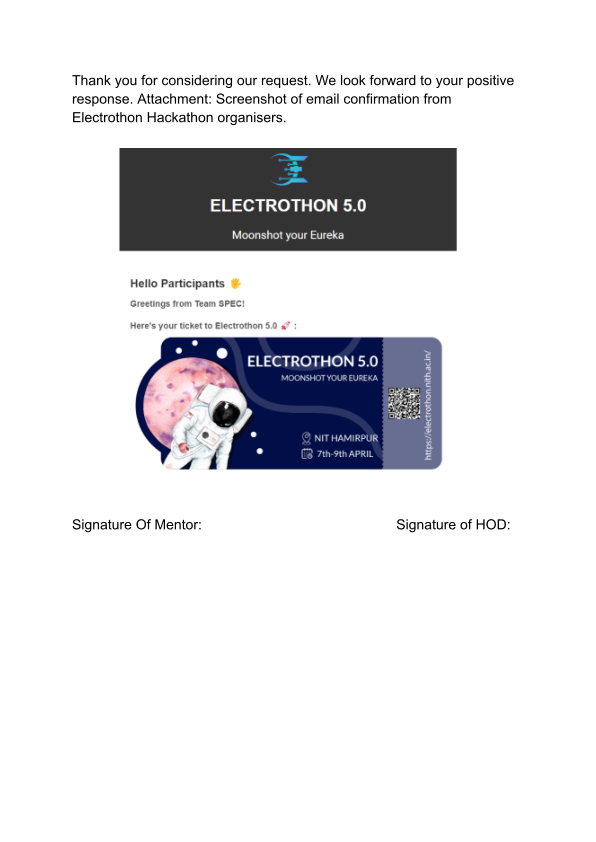 Thank you for considering our request. We look forward to your positive
response. Attachment: Screenshot of email confirmation from
Electrothon Hackathon organisers.
ELECTROTHON 5.0
Moonshot your Eureka
Hello Participants 🖐
Greetings from Team SPEC!
Here's your ticket to Electrothon 5.0 🚀 :
ELECTROTHON 5.0
MOONSHOT YOUR EUREKA
NIT HAMIRPUR
7th-9th APRIL
https://electrothon.nith.ac.in/
Signature Of Mentor:
Signature of HOD: